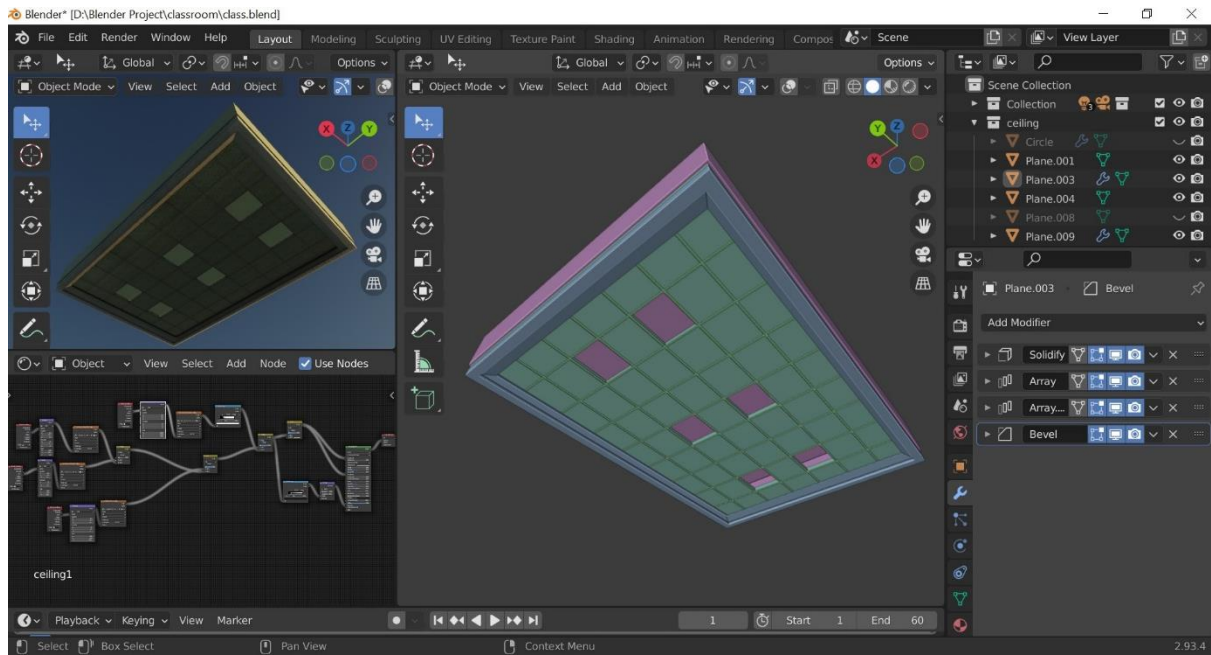 Blender* [D:\Blender Project\classroom\class.blend]
File Edit Render Window Help Layout Modeling Sculpting UV Editing Texture Paint Shading Animation Rendering Compos Scene View Layer
Global Options Global Options
Object Mode View Select Add Object Object Mode View Select Add Object
Scene Collection
Collection 3
ceiling
Circle
Plane.001
Plane.003
Plane.004
Plane.008
Plane.009
X Z Y
Y Z X
Plane.003 Bevel
Add Modifier
Solidify
Array
Array....
Bevel
Object View Select Add Node Use Nodes
ceiling1
Playback Keying View Marker 1 Start 1 End 60
Select Box Select Pan View Context Menu 2.93.4